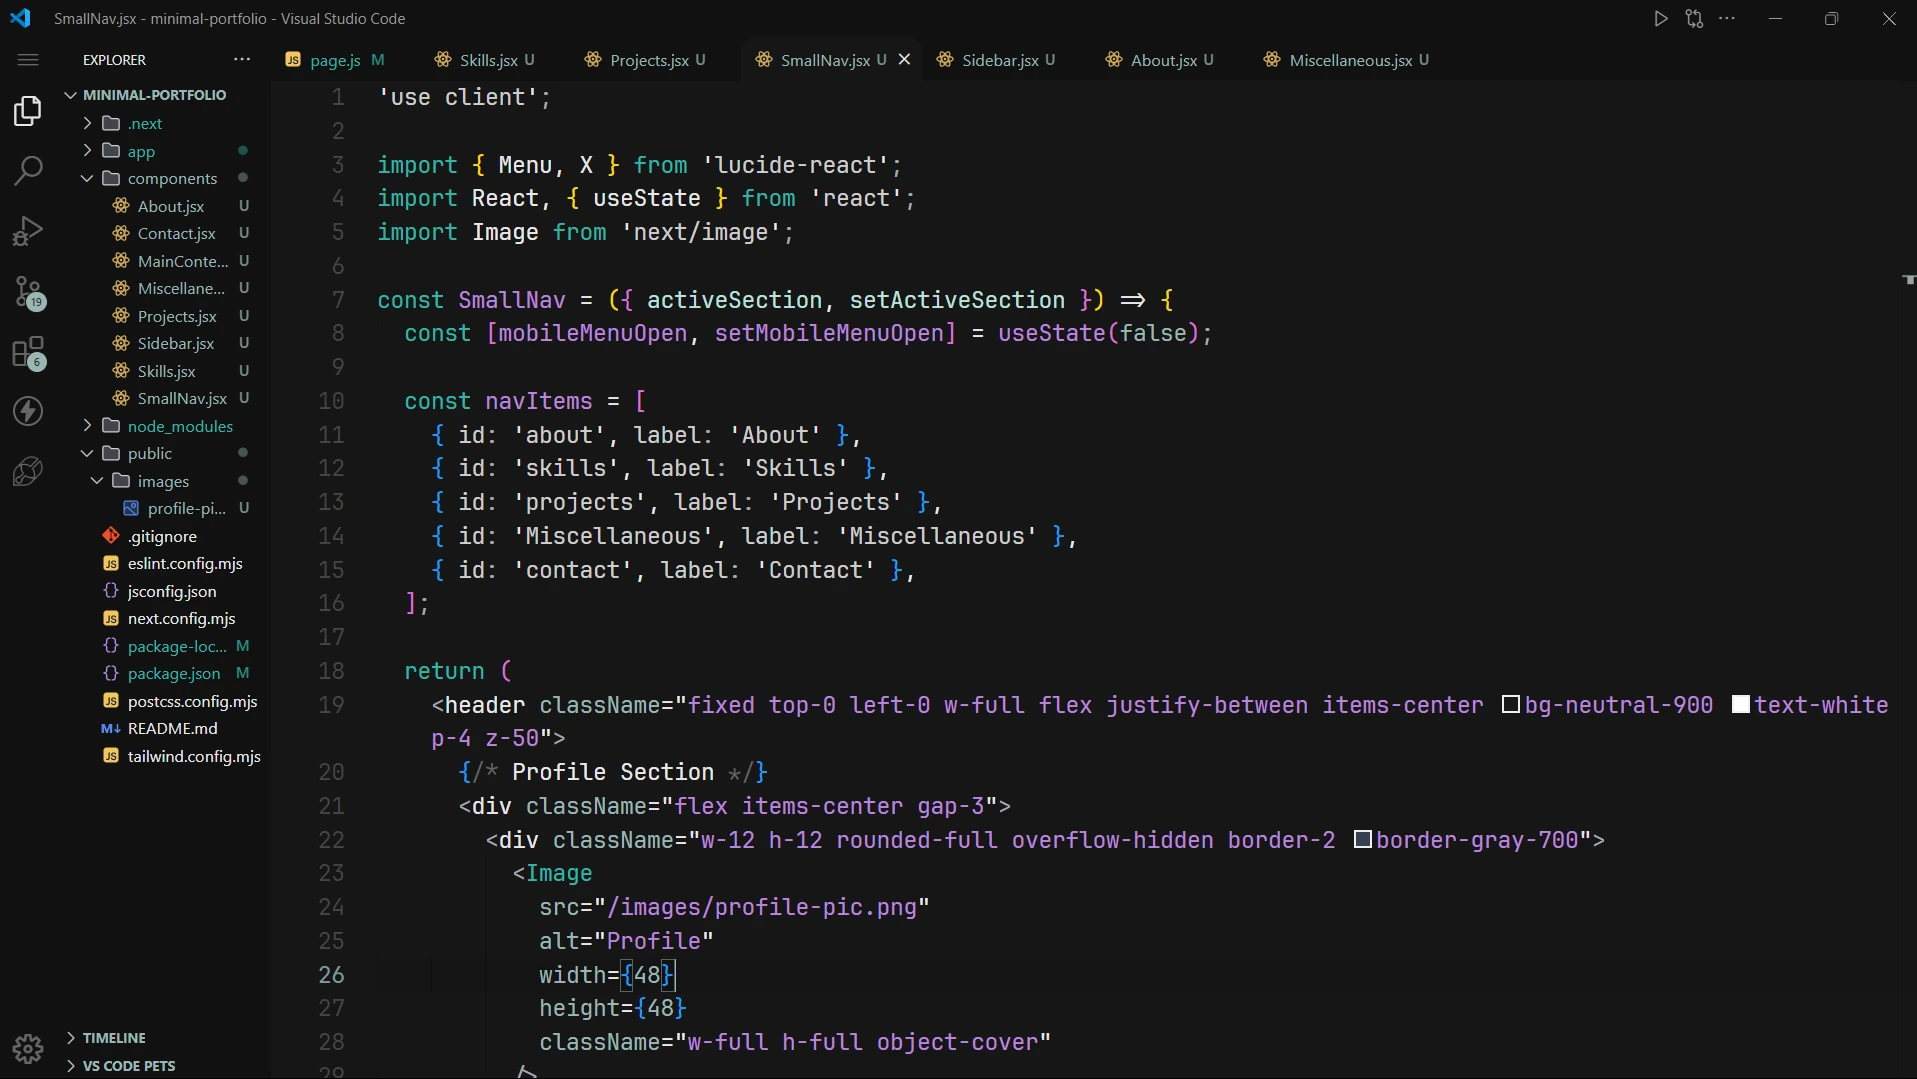 SmallNav.jsx - minimal-portfolio - Visual Studio Code
EXPLORER
page.js M
Skills.jsx U
Projects.jsx U
SmallNav.jsx U
Sidebar.jsx U
About.jsx U
Miscellaneous.jsx U
MINIMAL-PORTFOLIO
.next
app
components
About.jsx U
Contact.jsx U
MainConte... U
Miscellane... U
Projects.jsx U
Sidebar.jsx U
Skills.jsx U
SmallNav.jsx U
node_modules
public
images
profile-pi... U
.gitignore
JS eslint.config.mjs
{} jsconfig.json
JS next.config.mjs
{} package-loc... M
{} package.json M
JS postcss.config.mjs
M↓ README.md
JS tailwind.config.mjs
19
6
TIMELINE
VS CODE PETS
1 'use client';
2
3 import { Menu, X } from 'lucide-react';
4 import React, { useState } from 'react';
5 import Image from 'next/image';
6
7 const SmallNav = ({ activeSection, setActiveSection }) => {
8 const [mobileMenuOpen, setMobileMenuOpen] = useState(false);
9
10 const navItems = [
11 { id: 'about', label: 'About' },
12 { id: 'skills', label: 'Skills' },
13 { id: 'projects', label: 'Projects' },
14 { id: 'Miscellaneous', label: 'Miscellaneous' },
15 { id: 'contact', label: 'Contact' },
16 ];
17
18 return (
19 <header className="fixed top-0 left-0 w-full flex justify-between items-center bg-neutral-900 text-white
p-4 z-50">
20 {/* Profile Section */}
21 <div className="flex items-center gap-3">
22 <div className="w-12 h-12 rounded-full overflow-hidden border-2 border-gray-700">
23 <Image
24 src="/images/profile-pic.png"
25 alt="Profile"
26 width={48}
27 height={48}
28 className="w-full h-full object-cover"
29 />